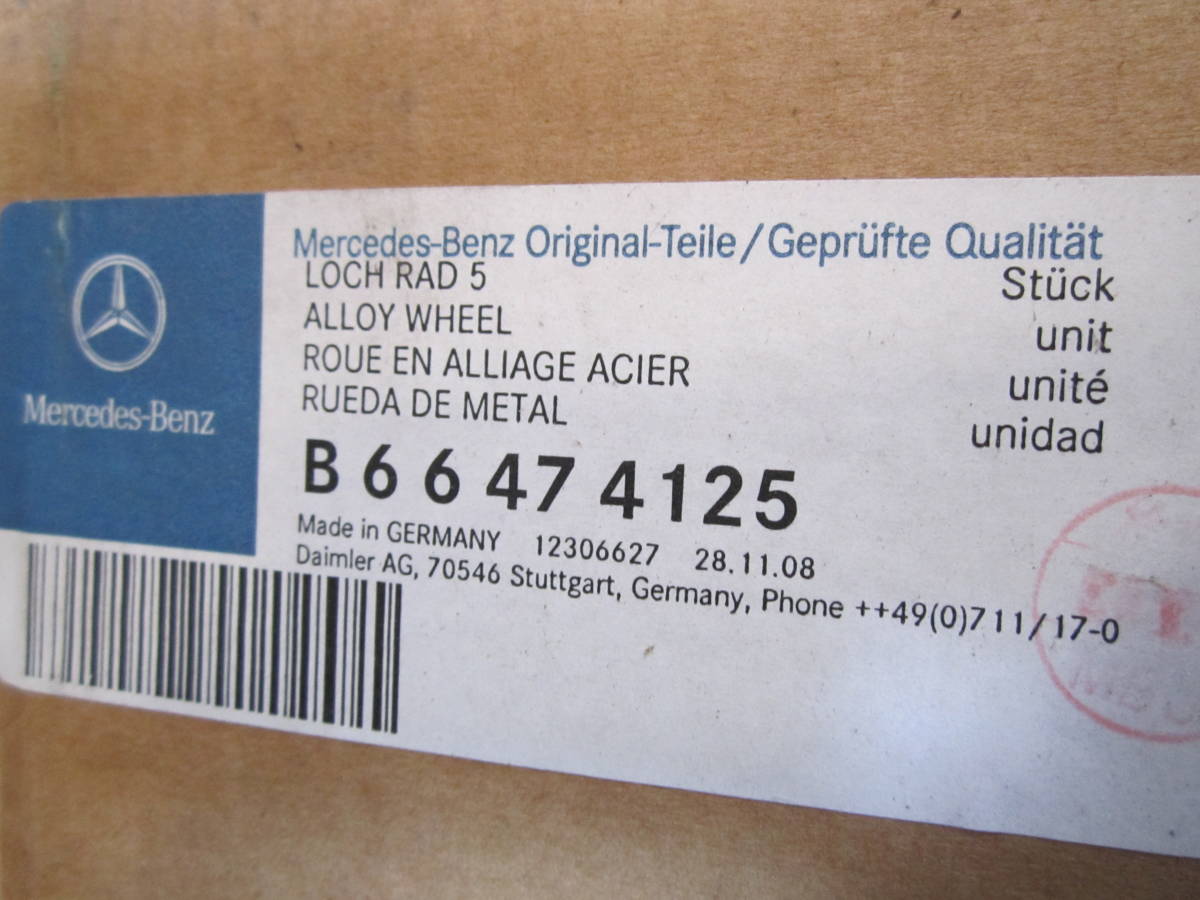 Mercedes-Benz
Mercedes-Benz Original-Teile/Geprüfte Qualität
LOCH RAD 5 Stück
ALLOY WHEEL unit
ROUE EN ALLIAGE ACIER unité
RUEDA DE METAL unidad
B 6 6 47 4 125
Made in GERMANY 12306627 28.11.08
Daimler AG, 70546 Stuttgart, Germany, Phone ++49(0)711/17-0